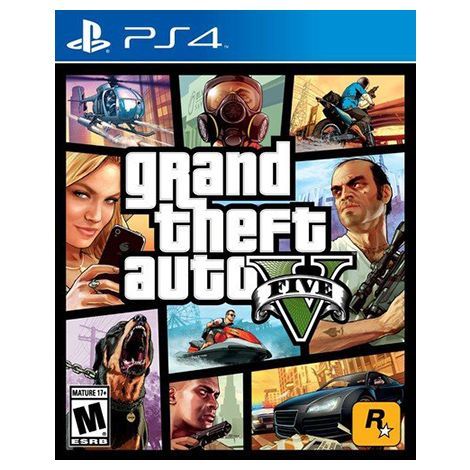 PS4
grand
theft
auto
V
FIVE
MATURE 17+
M
ESRB
R